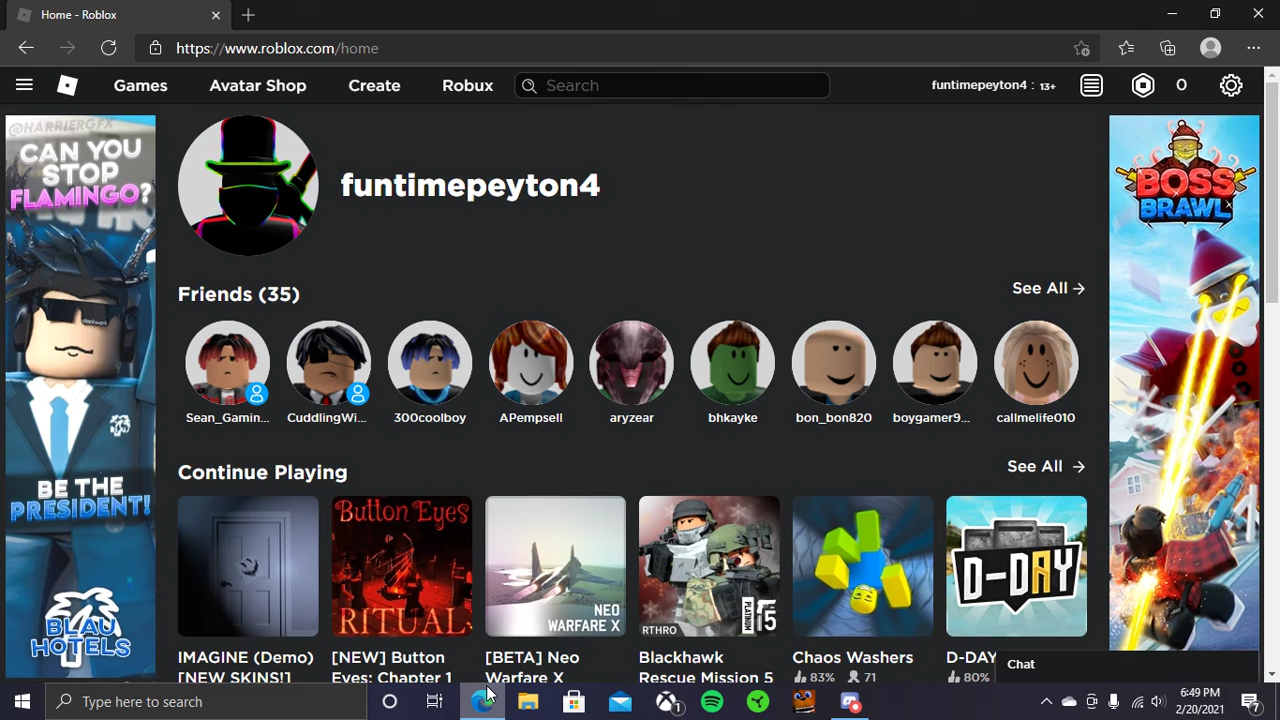 Home - Roblox
https://www.roblox.com/home
Games
Avatar Shop
Create
Robux
Search
funtimepeyton4 : 13+
0
@HARRIERGFX
CAN YOU
STOP
FLAMINGO?
BE THE
PRESIDENT!
BLAU
HOTELS
funtimepeyton4
Friends (35)
See All →
Sean_Gamin...
CuddlingWi...
300coolboy
APempsell
aryzear
bhkayke
bon_bon820
boygamer9...
callmelife010
Continue Playing
See All →
Button Eyes
RITUAL
NEO
WARFARE X
RTHRO
PLATINUM
15
D-DAY
IMAGINE (Demo)
[NEW SKINS!]
[NEW] Button
Eyes: Chapter 1
[BETA] Neo
Warfare X
Blackhawk
Rescue Mission 5
Chaos Washers
83% 71
D-DAY
80%
BOSS
BRAWL
Chat
Type here to search
1
6:49 PM
2/20/2021
7